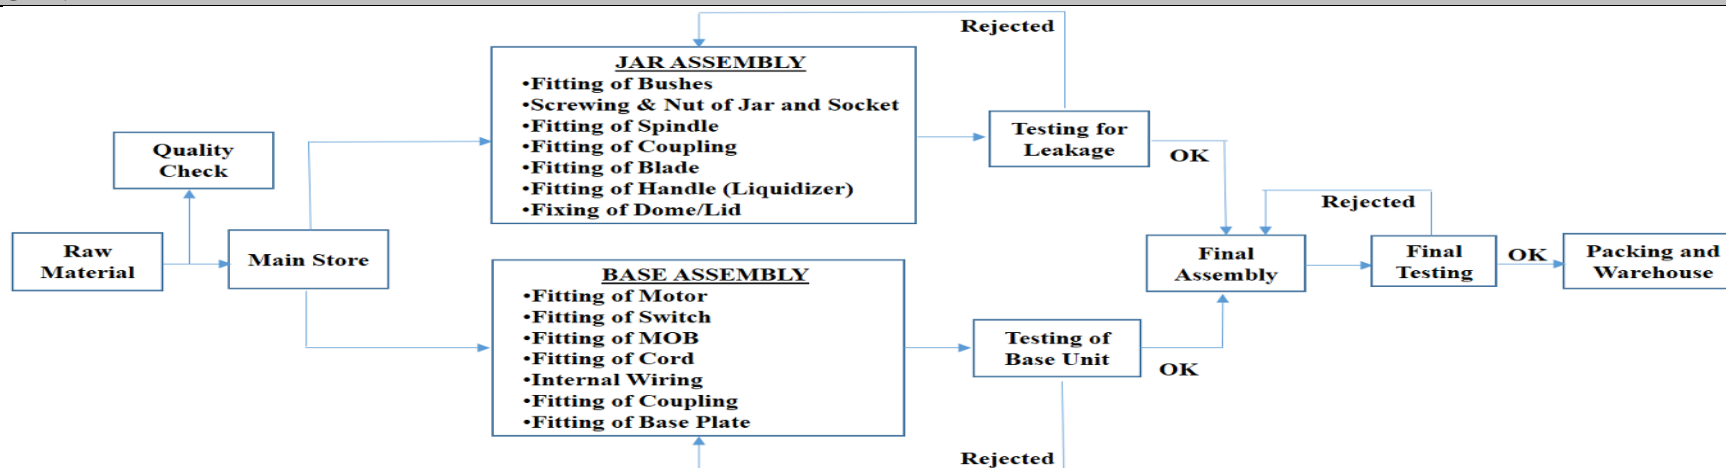 Rejected
JAR ASSEMBLY
•Fitting of Bushes
•Screwing & Nut of Jar and Socket
•Fitting of Spindle
•Fitting of Coupling
•Fitting of Blade
•Fitting of Handle (Liquidizer)
•Fixing of Dome/Lid
Testing for
Leakage
OK
Quality
Check
Raw
Material
Main Store
BASE ASSEMBLY
•Fitting of Motor
•Fitting of Switch
•Fitting of MOB
•Fitting of Cord
•Internal Wiring
•Fitting of Coupling
•Fitting of Base Plate
Testing of
Base Unit
OK
Rejected
Final
Assembly
Rejected
Final
Testing
OK
Packing and
Warehouse